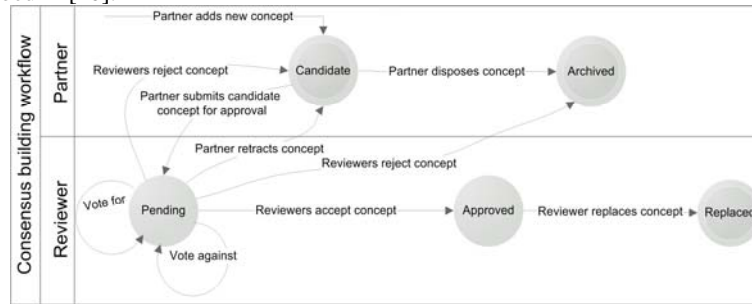 Consensus building workflow
Partner
Reviewer
Partner adds new concept
Reviewers reject concept
Candidate
Partner disposes concept
Archived
Partner submits candidate
concept for approval
Partner retracts concept
Reviewers reject concept
Vote for
Pending
Reviewers accept concept
Approved
Reviewer replaces concept
Replaced
Vote against